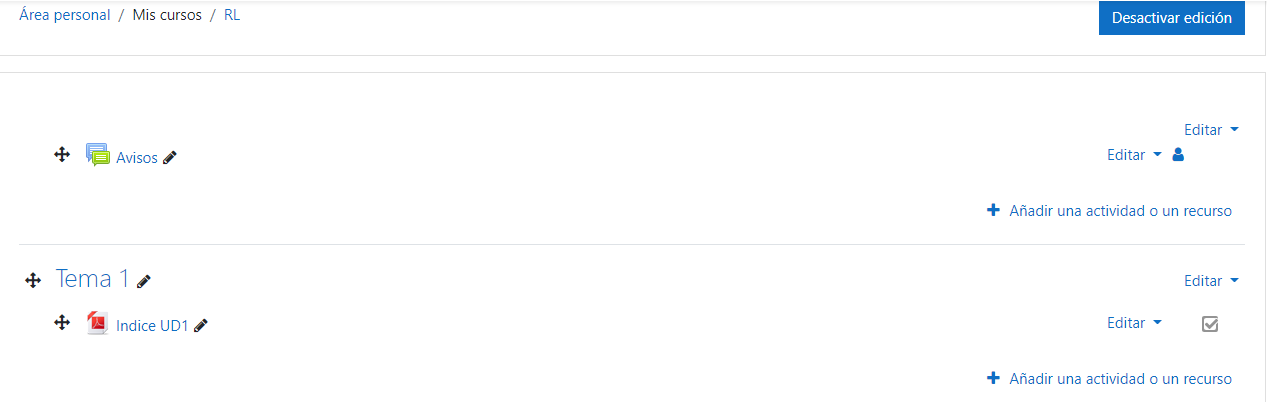 Área personal / Mis cursos / RL
Desactivar edición
Editar
Avisos
Editar
Añadir una actividad o un recurso
Tema 1
Editar
Indice UD1
Editar
Añadir una actividad o un recurso